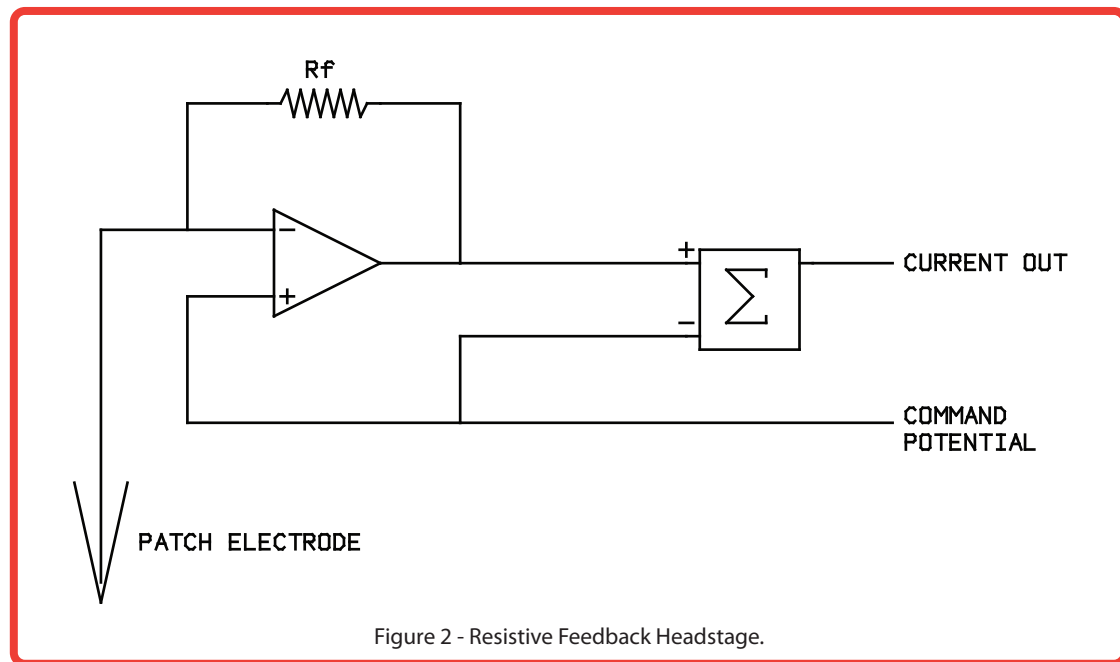 Rf
−
+
+
−
Σ
CURRENT OUT
COMMAND
POTENTIAL
PATCH ELECTRODE
Figure 2 - Resistive Feedback Headstage.